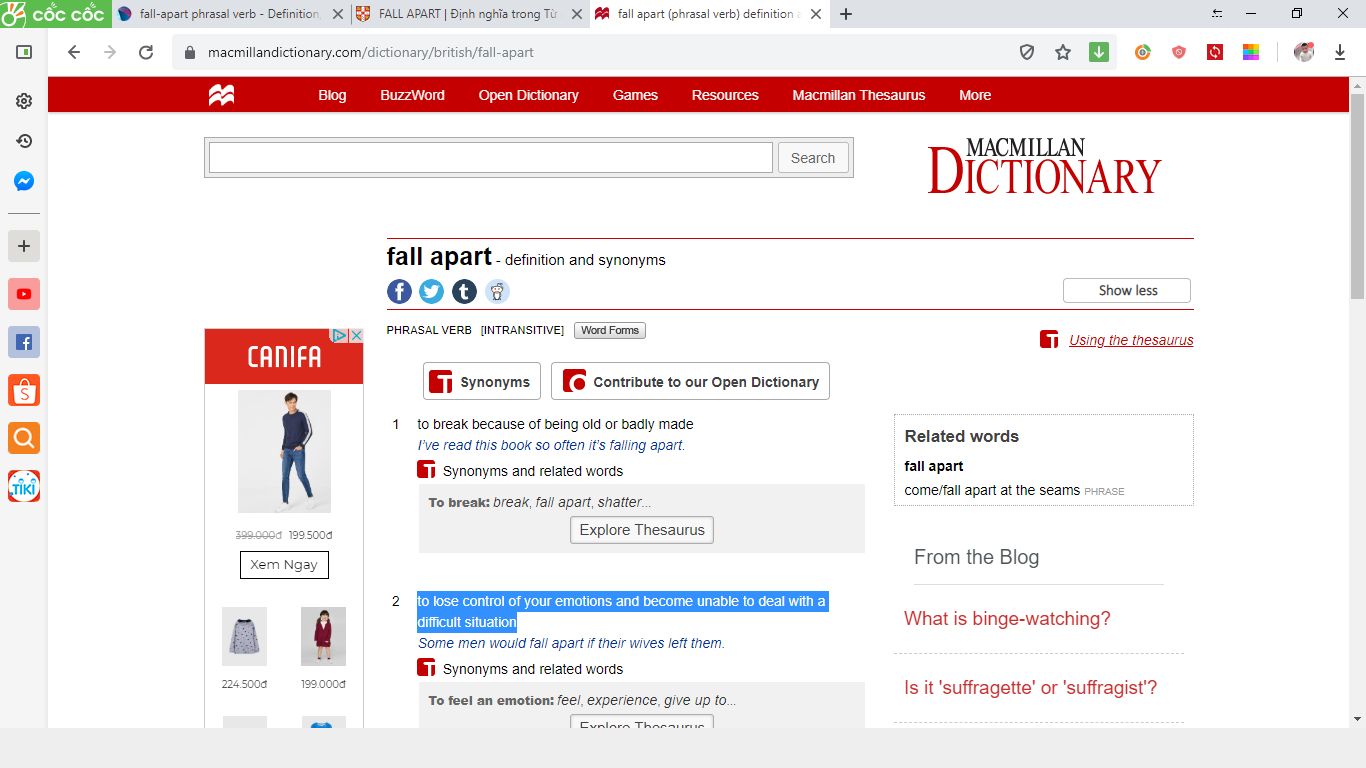 cốc cốc
fall-apart phrasal verb - Definition,
FALL APART | Định nghĩa trong Từ
fall apart (phrasal verb) definition a
macmillandictionary.com/dictionary/british/fall-apart
Blog BuzzWord Open Dictionary Games Resources Macmillan Thesaurus More
Search
MACMILLAN
DICTIONARY
fall apart - definition and synonyms
Show less
PHRASAL VERB [INTRANSITIVE] Word Forms
Using the thesaurus
T Synonyms
Contribute to our Open Dictionary
1 to break because of being old or badly made
I've read this book so often it's falling apart.
T Synonyms and related words
To break: break, fall apart, shatter...
Explore Thesaurus
2 to lose control of your emotions and become unable to deal with a
difficult situation
Some men would fall apart if their wives left them.
T Synonyms and related words
To feel an emotion: feel, experience, give up to...
Explore Thesaurus
Related words
fall apart
come/fall apart at the seams PHRASE
From the Blog
What is binge-watching?
Is it 'suffragette' or 'suffragist'?
CANIFA
399.000đ 199.500đ
Xem Ngay
224.500đ 199.000đ
TIKI